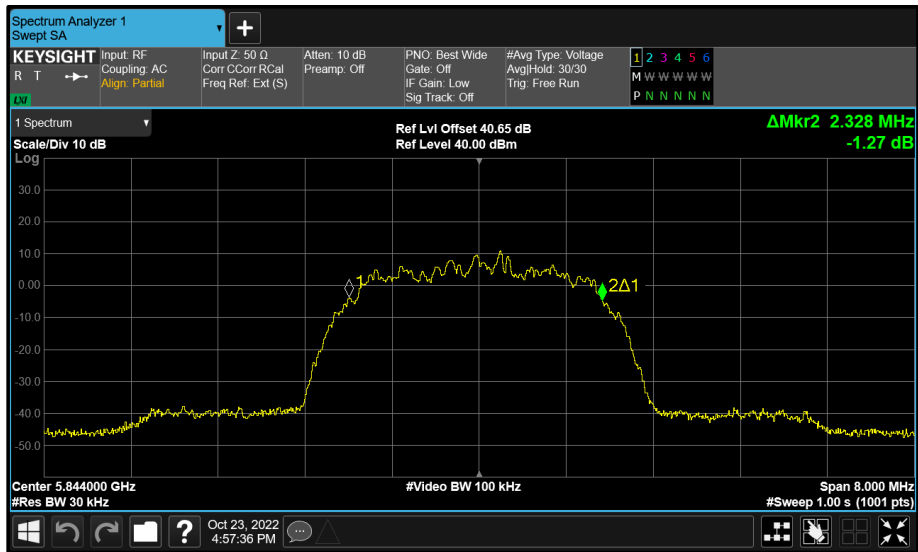 Spectrum Analyzer 1
Swept SA
KEYSIGHT
R T
LXI
Input: RF
Coupling: AC
Align: Partial
Input Z: 50 Ω
Corr CCorr RCal
Freq Ref: Ext (S)
Atten: 10 dB
Preamp: Off
PNO: Best Wide
Gate: Off
IF Gain: Low
Sig Track: Off
#Avg Type: Voltage
Avg|Hold: 30/30
Trig: Free Run
1 2 3 4 5 6
M W W W W W
P N N N N N
1 Spectrum
Scale/Div 10 dB
Log
Ref Lvl Offset 40.65 dB
Ref Level 40.00 dBm
ΔMkr2 2.328 MHz
-1.27 dB
30.0
20.0
10.0
0.00
-10.0
-20.0
-30.0
-40.0
-50.0
1
2Δ1
Center 5.844000 GHz
#Res BW 30 kHz
#Video BW 100 kHz
Span 8.000 MHz
#Sweep 1.00 s (1001 pts)
?
Oct 23, 2022
4:57:36 PM